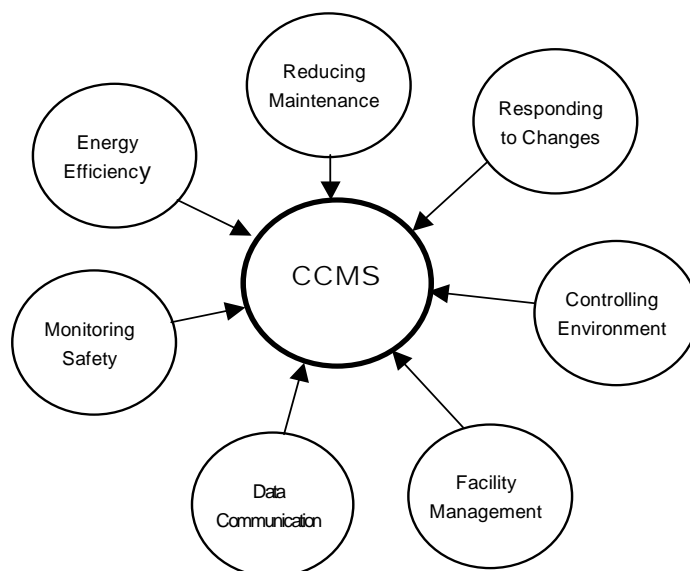 Reducing
Maintenance
Responding
to Changes
Energy
Efficiency
CCMS
Controlling
Environment
Monitoring
Safety
Data
Communication
Facility
Management